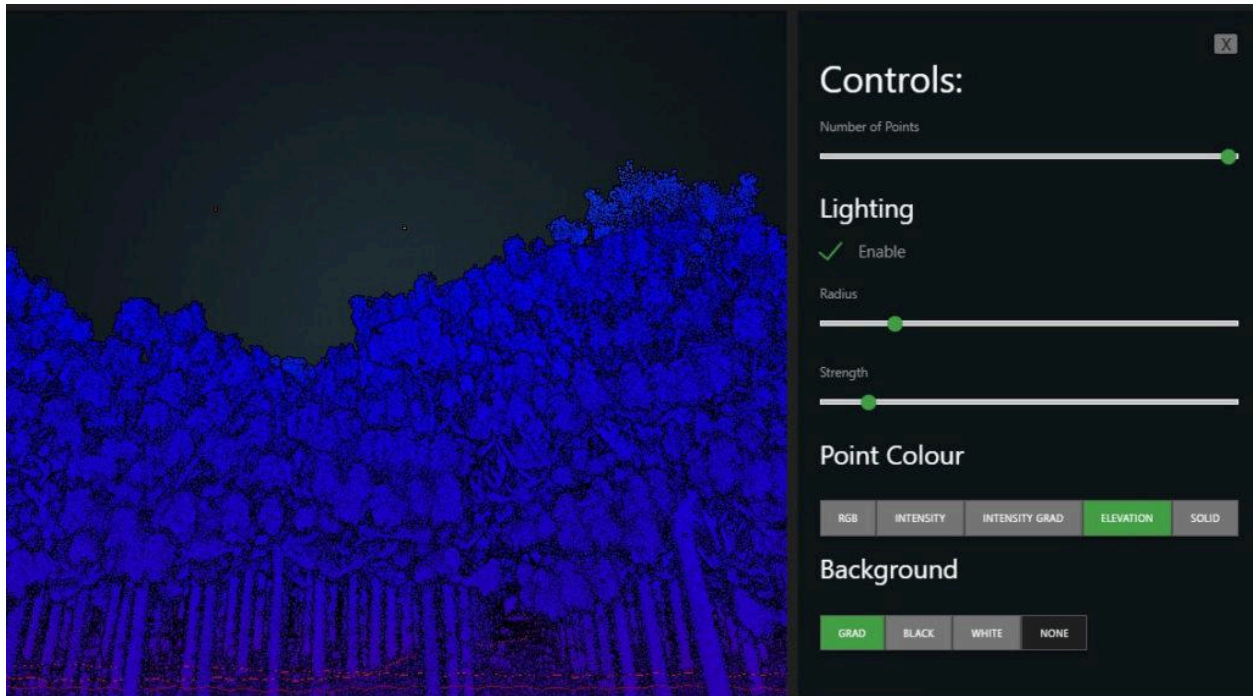 X
Controls:
Number of Points
Lighting
Enable
Radius
Strength
Point Colour
RGB INTENSITY INTENSITY GRAD ELEVATION SOLID
Background
GRAD BLACK WHITE NONE